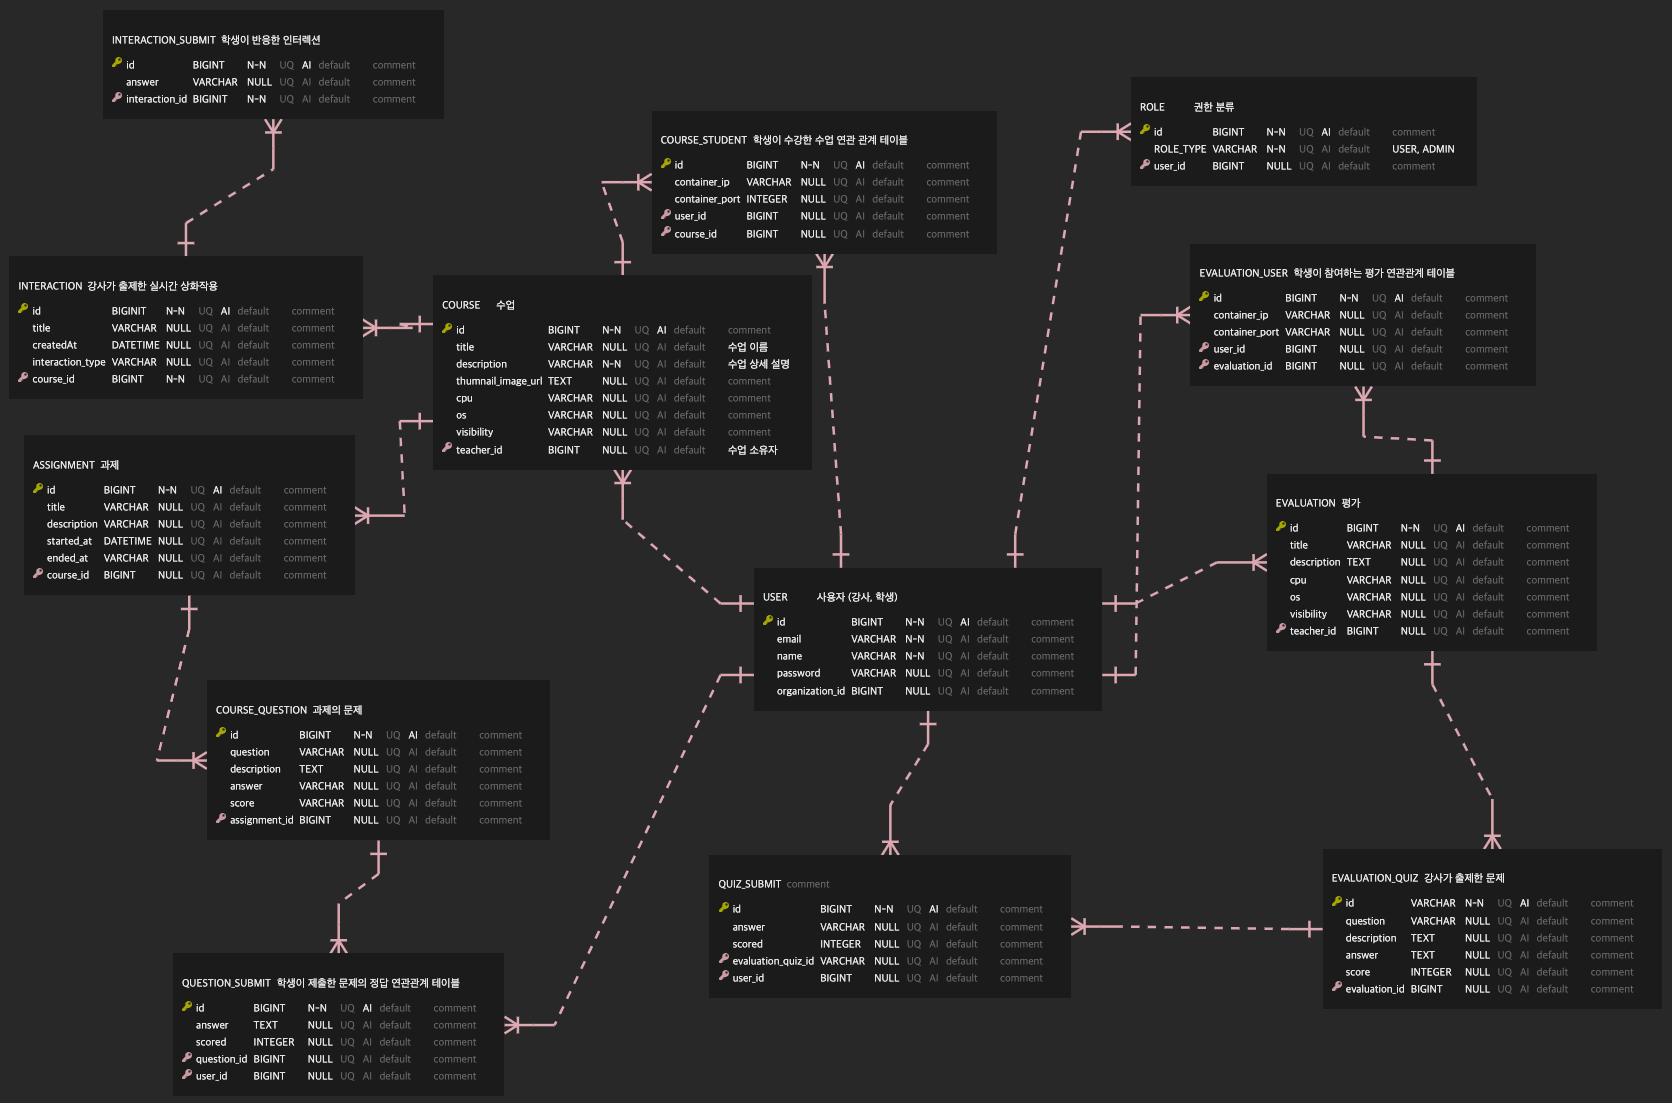 INTERACTION_SUBMIT 학생이 반응한 인터렉션
id BIGINT N-N UQ AI default comment
answer VARCHAR NULL UQ AI default comment
interaction_id BIGINIT N-N UQ AI default comment
ROLE 권한 분류
id BIGINT N-N UQ AI default comment
ROLE_TYPE VARCHAR N-N UQ AI default USER, ADMIN
user_id BIGINT NULL UQ AI default comment
COURSE_STUDENT 학생이 수강한 수업 연관 관계 테이블
id BIGINT N-N UQ AI default comment
container_ip VARCHAR NULL UQ AI default comment
container_port INTEGER NULL UQ AI default comment
user_id BIGINT NULL UQ AI default comment
course_id BIGINT NULL UQ AI default comment
EVALUATION_USER 학생이 참여하는 평가 연관관계 테이블
id BIGINT N-N UQ AI default comment
container_ip VARCHAR NULL UQ AI default comment
container_port VARCHAR NULL UQ AI default comment
user_id BIGINT NULL UQ AI default comment
evaluation_id BIGINT NULL UQ AI default comment
INTERACTION 강사가 출제한 실시간 상화작용
id BIGINIT N-N UQ AI default comment
title VARCHAR NULL UQ AI default comment
createdAt DATETIME NULL UQ AI default comment
interaction_type VARCHAR NULL UQ AI default comment
course_id BIGINT N-N UQ AI default comment
COURSE 수업
id BIGINT N-N UQ AI default comment
title VARCHAR NULL UQ AI default 수업 이름
description VARCHAR N-N UQ AI default 수업 상세 설명
thumnail_image_url TEXT NULL UQ AI default comment
cpu VARCHAR NULL UQ AI default comment
os VARCHAR NULL UQ AI default comment
visibility VARCHAR NULL UQ AI default comment
teacher_id BIGINT NULL UQ AI default 수업 소유자
ASSIGNMENT 과제
id BIGINT N-N UQ AI default comment
title VARCHAR NULL UQ AI default comment
description VARCHAR NULL UQ AI default comment
started_at DATETIME NULL UQ AI default comment
ended_at VARCHAR NULL UQ AI default comment
course_id BIGINT NULL UQ AI default comment
EVALUATION 평가
id BIGINT N-N UQ AI default comment
title VARCHAR NULL UQ AI default comment
description TEXT NULL UQ AI default comment
cpu VARCHAR NULL UQ AI default comment
os VARCHAR NULL UQ AI default comment
visibility VARCHAR NULL UQ AI default comment
teacher_id BIGINT NULL UQ AI default comment
USER 사용자 (강사, 학생)
id BIGINT N-N UQ AI default comment
email VARCHAR N-N UQ AI default comment
name VARCHAR N-N UQ AI default comment
password VARCHAR NULL UQ AI default comment
organization_id BIGINT NULL UQ AI default comment
COURSE_QUESTION 과제의 문제
id BIGINT N-N UQ AI default comment
question VARCHAR NULL UQ AI default comment
description TEXT NULL UQ AI default comment
answer VARCHAR NULL UQ AI default comment
score VARCHAR NULL UQ AI default comment
assignment_id BIGINT NULL UQ AI default comment
QUIZ_SUBMIT comment
id BIGINT N-N UQ AI default comment
answer VARCHAR NULL UQ AI default comment
scored INTEGER NULL UQ AI default comment
evaluation_quiz_id VARCHAR NULL UQ AI default comment
user_id BIGINT NULL UQ AI default comment
EVALUATION_QUIZ 강사가 출제한 문제
id VARCHAR N-N UQ AI default comment
question VARCHAR NULL UQ AI default comment
description TEXT NULL UQ AI default comment
answer TEXT NULL UQ AI default comment
score INTEGER NULL UQ AI default comment
evaluation_id BIGINT NULL UQ AI default comment
QUESTION_SUBMIT 학생이 제출한 문제의 정답 연관관계 테이블
id BIGINT N-N UQ AI default comment
answer TEXT NULL UQ AI default comment
scored INTEGER NULL UQ AI default comment
question_id BIGINT NULL UQ AI default comment
user_id BIGINT NULL UQ AI default comment